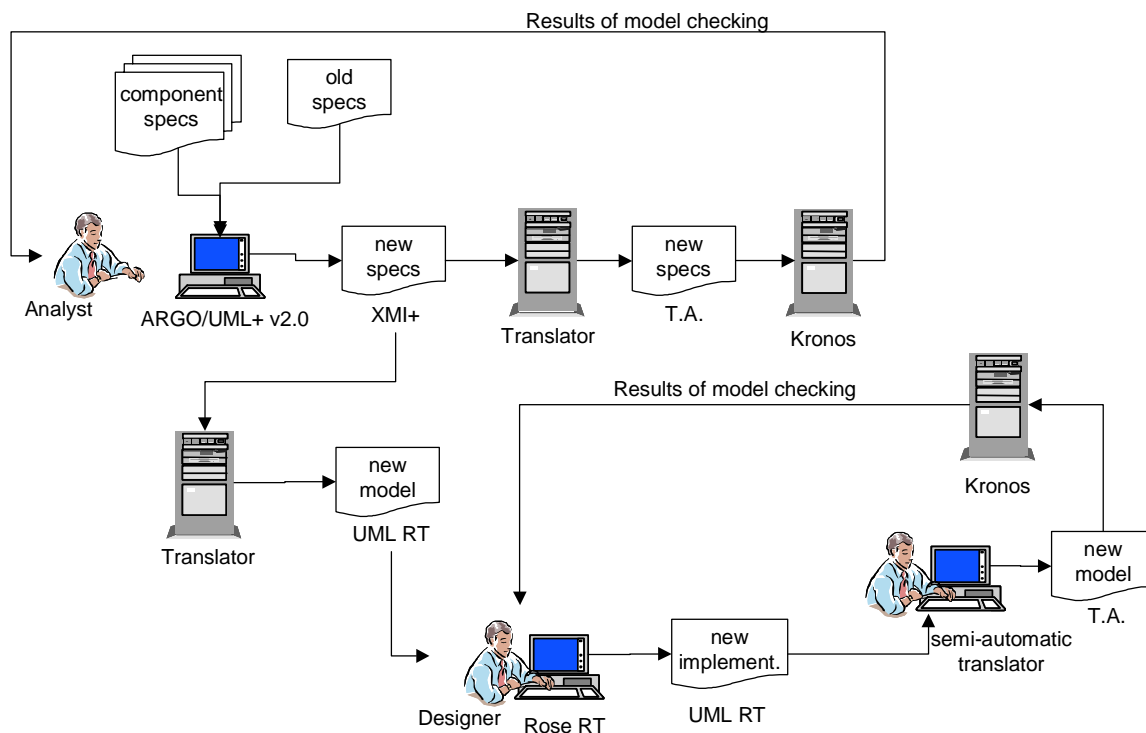 Results of model checking
component
specs
old
specs
new
specs
new
specs
Analyst
ARGO/UML+ v2.0
XMI+
Translator
T.A.
Kronos
Results of model checking
new
model
Kronos
Translator
UML RT
new
model
T.A.
semi-automatic
translator
new
implement.
Designer
Rose RT
UML RT